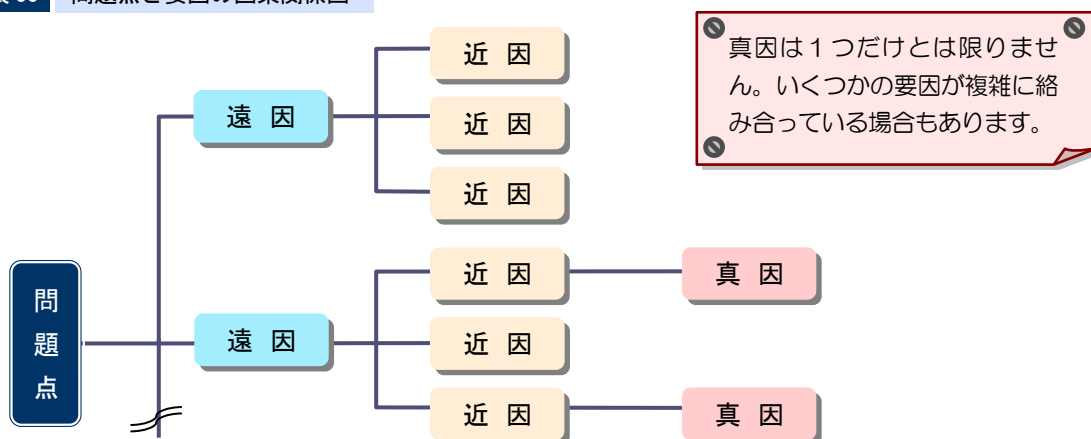 近 因
真因は1つだけとは限りませ
ん。いくつかの要因が複雑に絡
み合っている場合もあります。
遠 因
近 因
近 因
近 因
真 因
問
題
点
遠 因
近 因
近 因
真 因